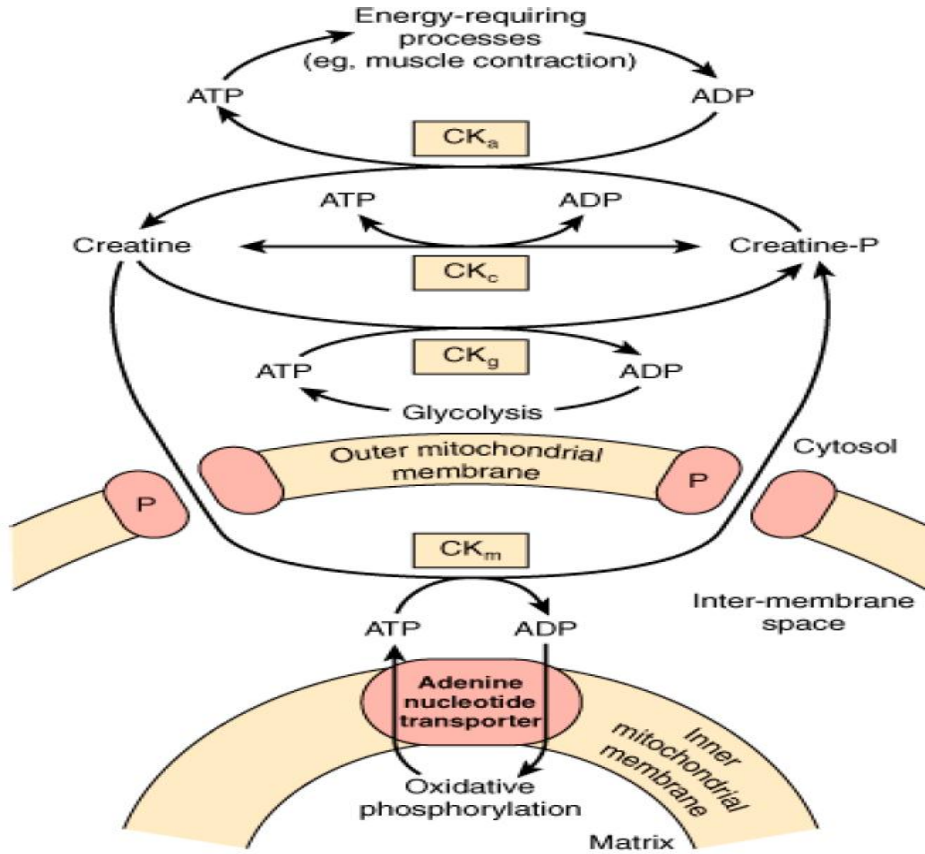 Energy-requiring
processes
(eg, muscle contraction)
ATP
ADP
CKa
ATP
ADP
Creatine
Creatine-P
CKc
CKg
ATP
ADP
Glycolysis
Cytosol
Outer mitochondrial
membrane
P
P
CKm
Inter-membrane
space
ATP
ADP
Adenine
nucleotide
transporter
Inner
mitochondrial
membrane
Oxidative
phosphorylation
Matrix